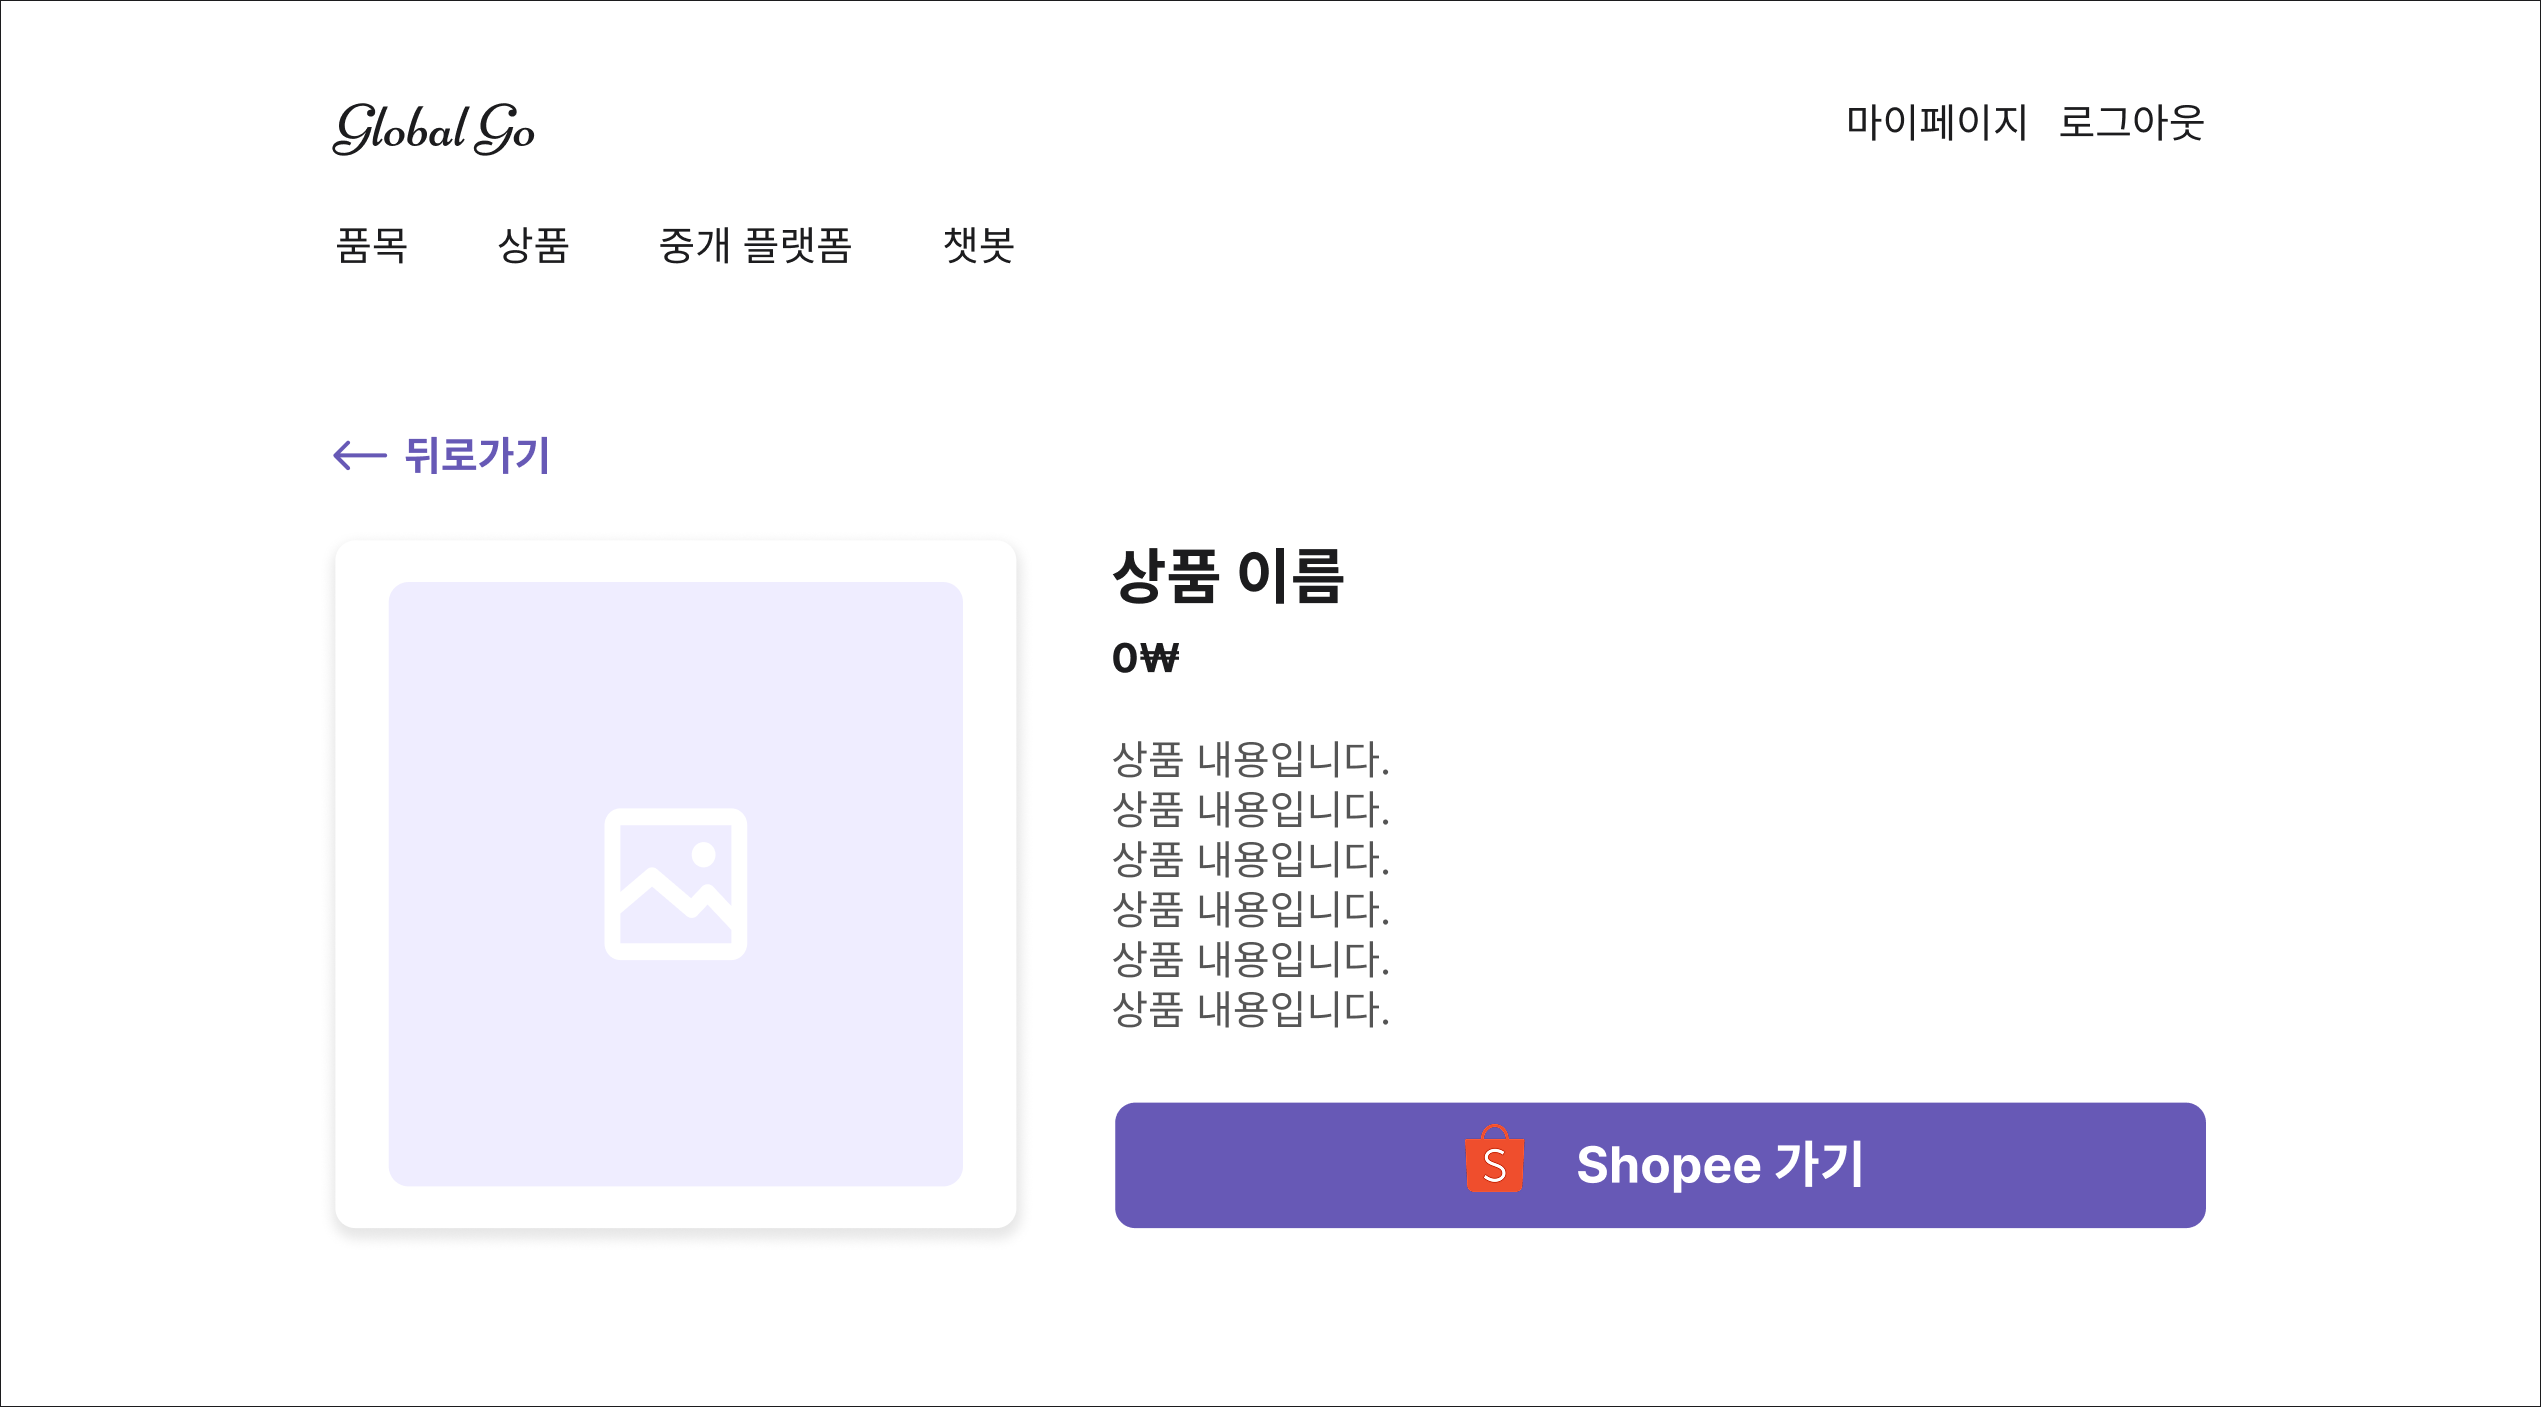 Global Go
마이페이지 로그아웃
품목 상품 중개 플랫폼 챗봇
뒤로가기
상품 이름
0₩
상품 내용입니다.
상품 내용입니다.
상품 내용입니다.
상품 내용입니다.
상품 내용입니다.
상품 내용입니다.
S Shopee 가기